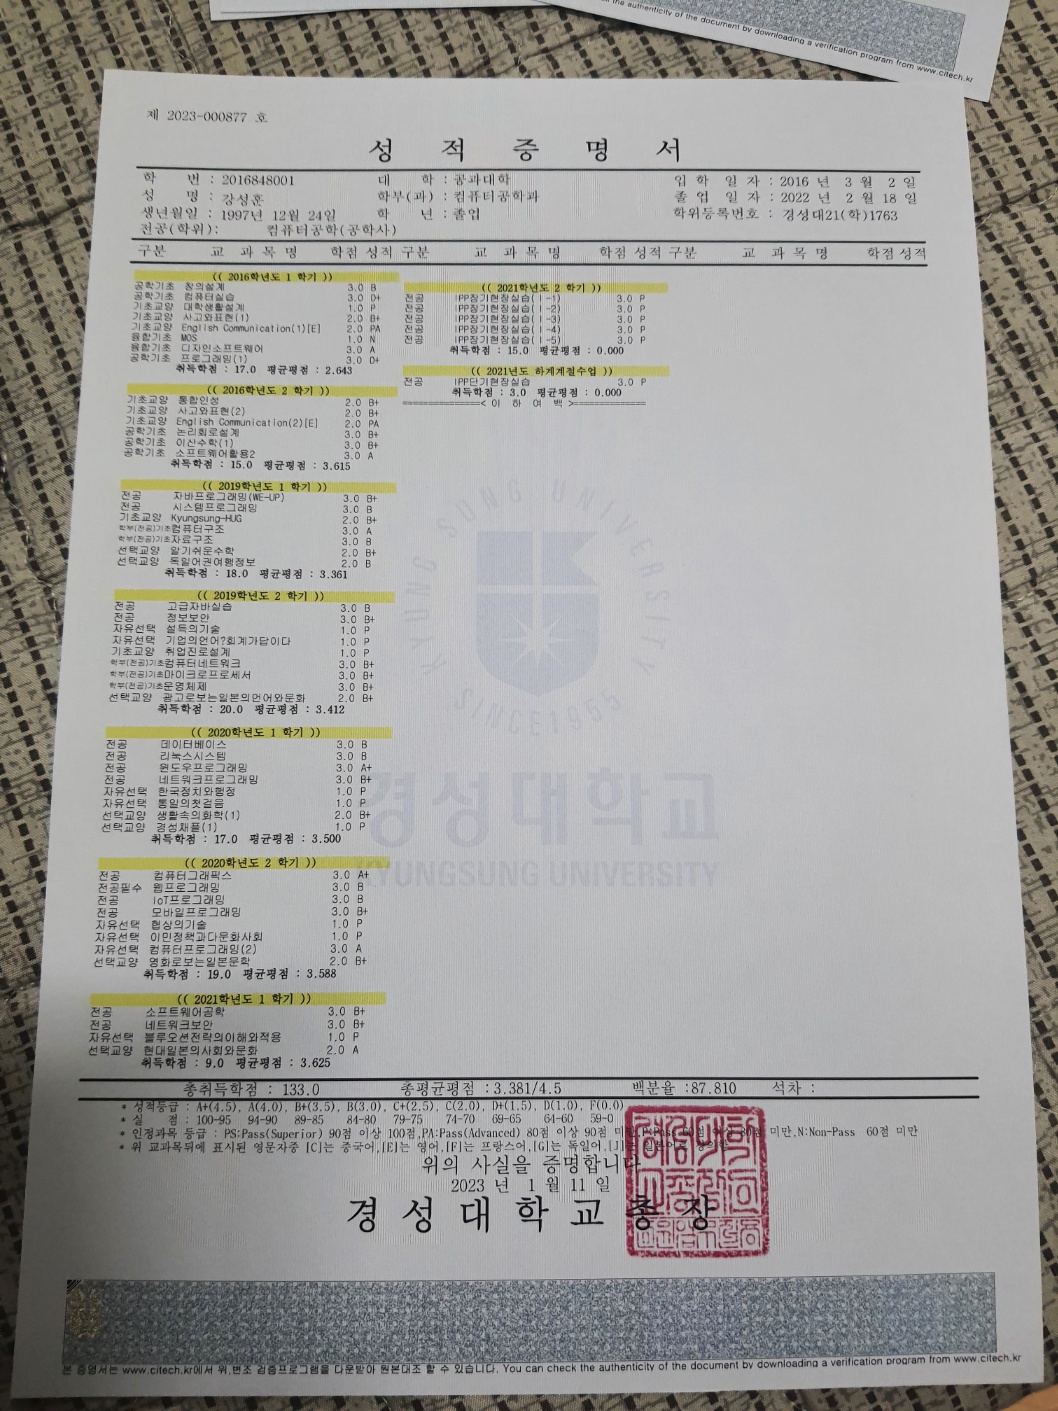 the authenticity of the document by downloading a verification program from www.citech.kr
제 2023-000877 호
성 적 증 명 서
학 번 : 2016848001 대 학 : 공과대학 입 학 일 자 : 2016 년 3 월 2 일
성 명 : 강성훈 학부(과) : 컴퓨터공학과 졸 업 일 자 : 2022 년 2 월 18 일
생년월일 : 1997년 12월 24일 학 년 : 졸업 학위등록번호 : 경성대21(학)1763
전공(학위): 컴퓨터공학(공학사)
구분 교 과 목 명 학점 성적 구분 교 과 목 명 학점 성적 구분 교 과 목 명 학점 성적
(( 2016학년도 1 학기 ))
공학기초 창의설계 3.0 B
공학기초 컴퓨터실습 3.0 D+
기초교양 대학생활설계 1.0 P
기초교양 사고와표현(1) 2.0 B+
기초교양 English Communication(1)[E] 2.0 PA
융합기초 MOS 1.0 N
융합기초 디자인소프트웨어 3.0 A
공학기초 프로그래밍(1) 3.0 D+
취득학점 : 17.0 평균평점 : 2.643
(( 2016학년도 2 학기 ))
기초교양 통합인성 2.0 B+
기초교양 사고와표현(2) 2.0 B+
기초교양 English Communication(2)[E] 2.0 PA
공학기초 논리회로설계 3.0 B+
공학기초 이산수학(1) 3.0 B+
공학기초 소프트웨어활용2 3.0 A
취득학점 : 15.0 평균평점 : 3.615
(( 2019학년도 1 학기 ))
전공 자바프로그래밍(WE-UP) 3.0 B+
전공 시스템프로그래밍 3.0 B
기초교양 Kyungsung-HUG 2.0 B+
학부(전공)기초컴퓨터구조 3.0 A
학부(전공)기초자료구조 3.0 B
선택교양 알기쉬운수학 2.0 B+
선택교양 독일어권여행정보 2.0 B
취득학점 : 18.0 평균평점 : 3.361
(( 2019학년도 2 학기 ))
전공 고급자바실습 3.0 B
전공 정보보안 3.0 B+
자유선택 설득의기술 1.0 P
자유선택 기업의언어?회계가답이다 1.0 P
기초교양 취업진로설계 1.0 P
학부(전공)기초컴퓨터네트워크 3.0 B+
학부(전공)기초마이크로프로세서 3.0 B+
학부(전공)기초운영체제 3.0 B+
선택교양 광고로보는일본의언어와문화 2.0 B+
취득학점 : 20.0 평균평점 : 3.412
(( 2020학년도 1 학기 ))
전공 데이터베이스 3.0 B
전공 리눅스시스템 3.0 B
전공 윈도우프로그래밍 3.0 A+
전공 네트워크프로그래밍 3.0 B+
자유선택 한국정치와행정 1.0 P
자유선택 통일의첫걸음 1.0 P
선택교양 생활속의화학(1) 2.0 B+
선택교양 경성채플(1) 1.0 P
취득학점 : 17.0 평균평점 : 3.500
(( 2020학년도 2 학기 ))
전공 컴퓨터그래픽스 3.0 A+
전공필수 웹프로그래밍 3.0 B
전공 IoT프로그래밍 3.0 B
전공 모바일프로그래밍 3.0 B+
자유선택 협상의기술 1.0 P
자유선택 이민정책과다문화사회 1.0 P
자유선택 컴퓨터프로그래밍(2) 3.0 A
선택교양 영화로보는일본문학 2.0 B+
취득학점 : 19.0 평균평점 : 3.588
(( 2021학년도 1 학기 ))
전공 소프트웨어공학 3.0 B+
전공 네트워크보안 3.0 B+
자유선택 블루오션전략의이해와적용 1.0 P
선택교양 현대일본의사회와문화 2.0 A
취득학점 : 9.0 평균평점 : 3.625
(( 2021학년도 2 학기 ))
전공 IPP장기현장실습(Ⅰ-1) 3.0 P
전공 IPP장기현장실습(Ⅰ-2) 3.0 P
전공 IPP장기현장실습(Ⅰ-3) 3.0 P
전공 IPP장기현장실습(Ⅰ-4) 3.0 P
전공 IPP장기현장실습(Ⅰ-5) 3.0 P
취득학점 : 15.0 평균평점 : 0.000
(( 2021년도 하계계절수업 ))
전공 IPP단기현장실습 3.0 P
취득학점 : 3.0 평균평점 : 0.000
=============< 이 하 여 백 >=============
KYUNG SUNG UNIVERSITY
SINCE1955
경성대학교
KYUNGSUNG UNIVERSITY
총취득학점 : 133.0 총평균평점 :3.381/4.5 백분율 :87.810 석차 :
* 성적등급 : A+(4.5), A(4.0), B+(3.5), B(3.0), C+(2.5), C(2.0), D+(1.5), D(1.0), F(0.0)
* 실 점 : 100-95 94-90 89-85 84-80 79-75 74-70 69-65 64-60 59-0
* 인정과목 등급 : PS:Pass(Superior) 90점 이상 100점,PA:Pass(Advanced) 80점 이상 90점 미만,P:Pass 60점 이상 80점 미만,N:Non-Pass 60점 미만
* 위 교과목뒤에 표시된 영문자중 [C]는 중국어,[E]는 영어,[F]는 프랑스어,[G]는 독일어,[J]는
위의 사실을 증명합니다
2023 년 1 월 11 일
경 성 대 학 교 총 장
본 증명서는 www.citech.kr에서 위,변조 검증프로그램을 다운받아 원본대조 할 수 있습니다. You can check the authenticity of the document by downloading a verification program from www.citech.kr